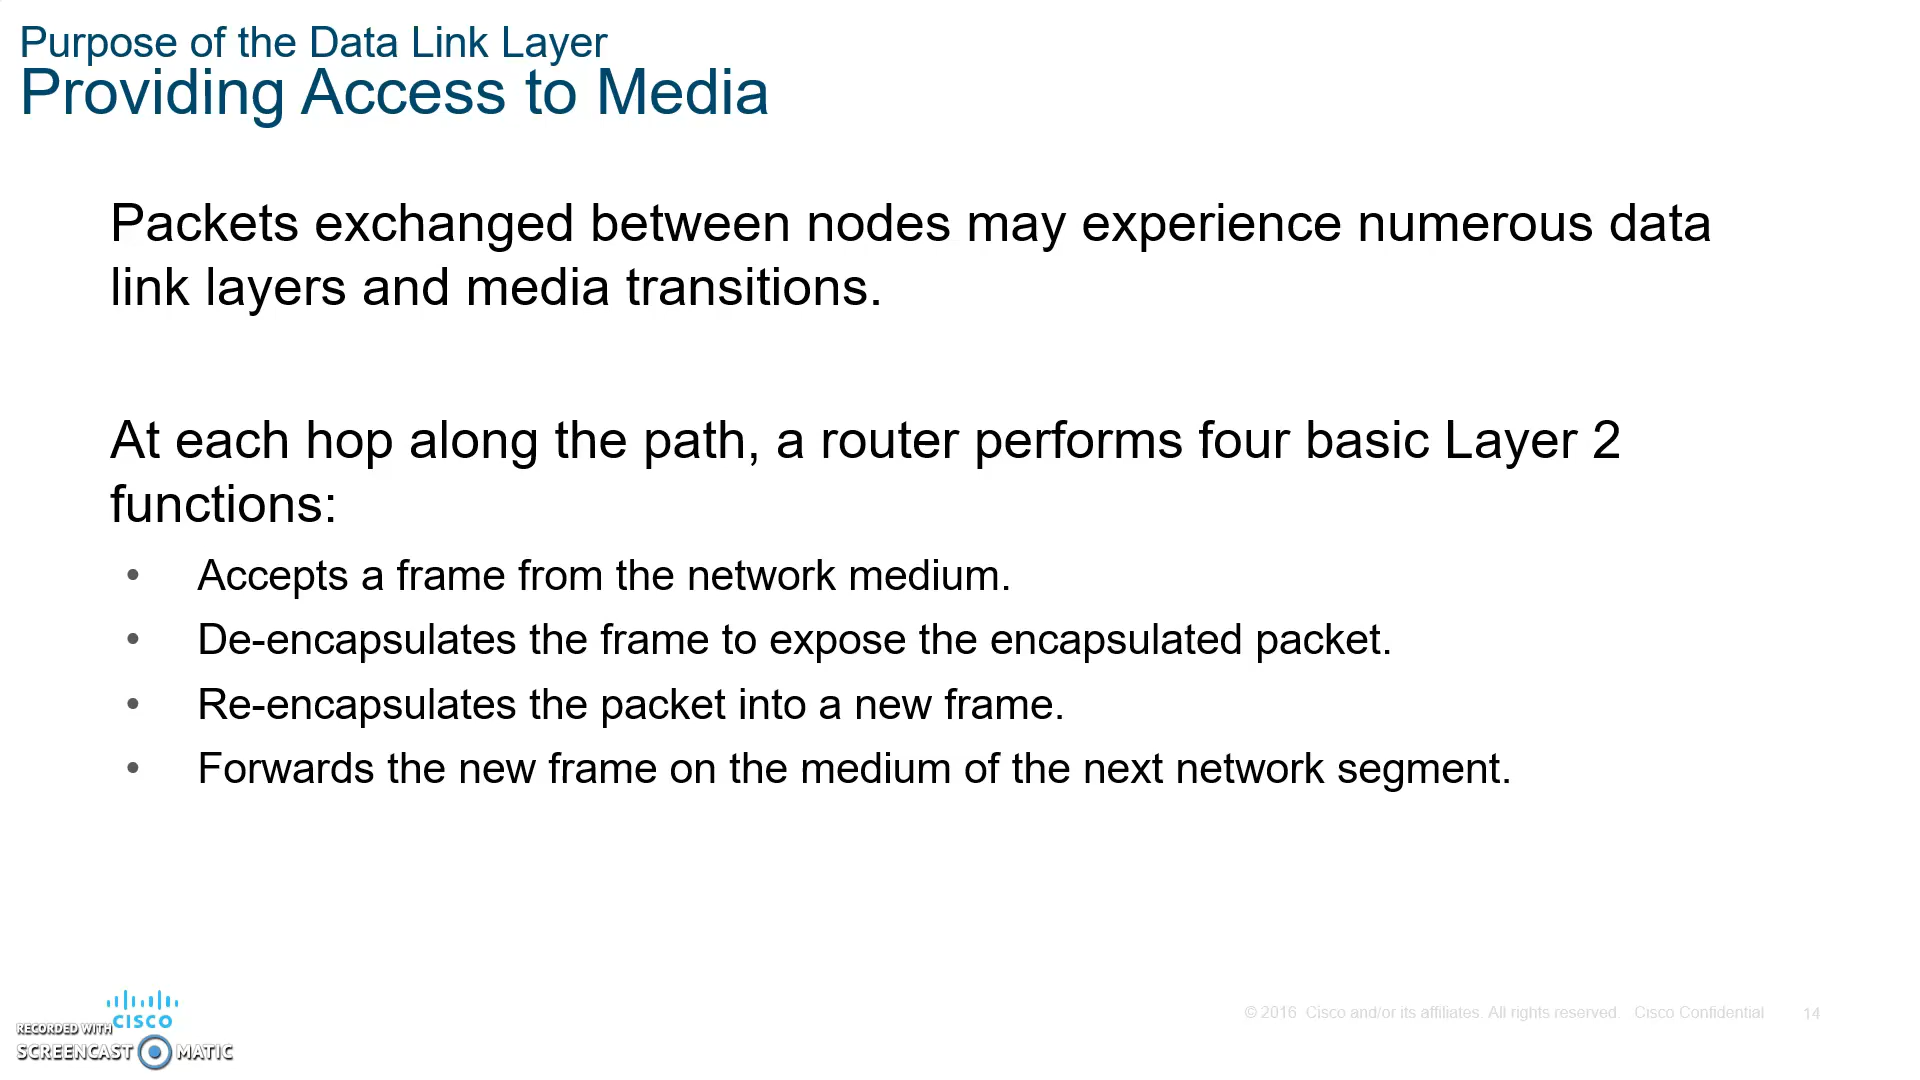 Purpose of the Data Link Layer
Providing Access to Media
Packets exchanged between nodes may experience numerous data
link layers and media transitions.
At each hop along the path, a router performs four basic Layer 2
functions:
• Accepts a frame from the network medium.
• De-encapsulates the frame to expose the encapsulated packet.
• Re-encapsulates the packet into a new frame.
• Forwards the new frame on the medium of the next network segment.
CISCO
RECORDED WITH
SCREENCAST MATIC
© 2016 Cisco and/or its affiliates. All rights reserved. Cisco Confidential 14